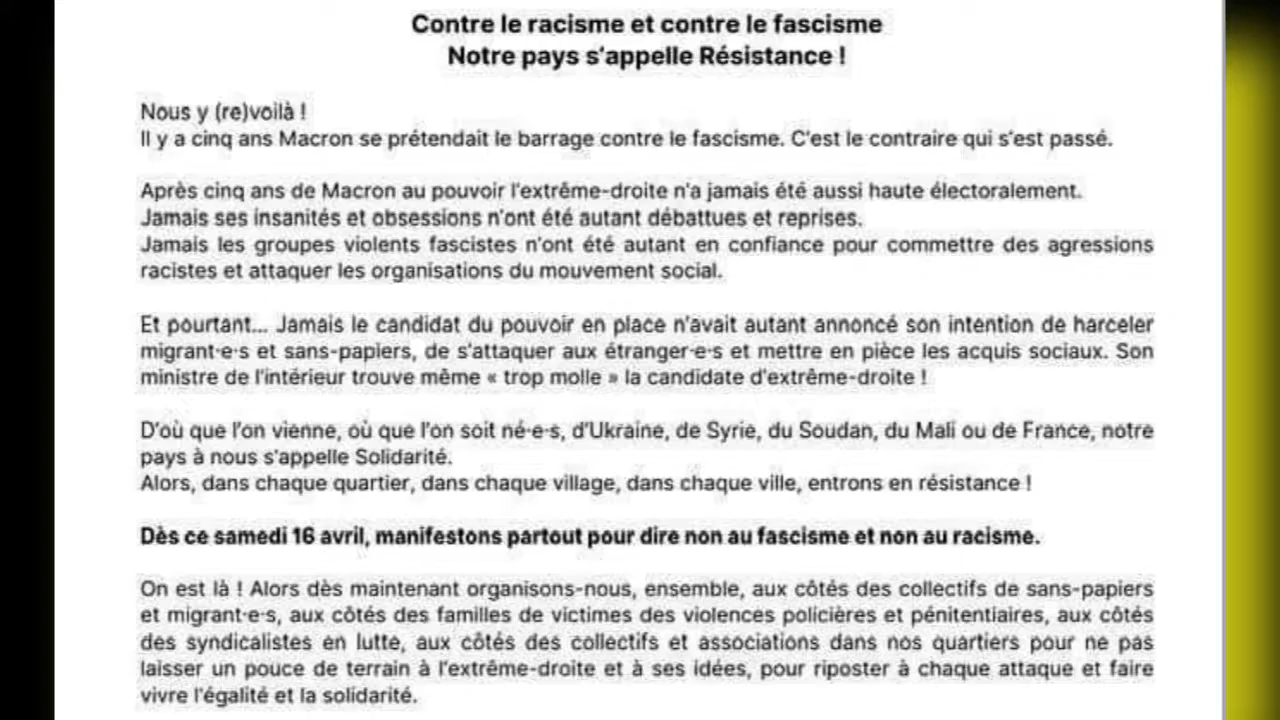 Contre le racisme et contre le fascisme
Notre pays s'appelle Résistance !
Nous y (re)voilà !
Il y a cinq ans Macron se prétendait le barrage contre le fascisme. C'est le contraire qui s'est passé.
Après cinq ans de Macron au pouvoir l'extrême-droite n'a jamais été aussi haute électoralement.
Jamais ses insanités et obsessions n'ont été autant débattues et reprises.
Jamais les groupes violents fascistes n'ont été autant en confiance pour commettre des agressions
racistes et attaquer les organisations du mouvement social.
Et pourtant... Jamais le candidat du pouvoir en place n'avait autant annoncé son intention de harceler
migrant·e·s et sans-papiers, de s'attaquer aux étranger·e·s et mettre en pièce les acquis sociaux. Son
ministre de l'intérieur trouve même « trop molle » la candidate d'extrême-droite !
D'où que l'on vienne, où que l'on soit né·e·s, d'Ukraine, de Syrie, du Soudan, du Mali ou de France, notre
pays à nous s'appelle Solidarité.
Alors, dans chaque quartier, dans chaque village, dans chaque ville, entrons en résistance !
Dès ce samedi 16 avril, manifestons partout pour dire non au fascisme et non au racisme.
On est là ! Alors dès maintenant organisons-nous, ensemble, aux côtés des collectifs de sans-papiers
et migrant·e·s, aux côtés des familles de victimes des violences policières et pénitentiaires, aux côtés
des syndicalistes en lutte, aux côtés des collectifs et associations dans nos quartiers pour ne pas
laisser un pouce de terrain à l'extrême-droite et à ses idées, pour riposter à chaque attaque et faire
vivre l'égalité et la solidarité.